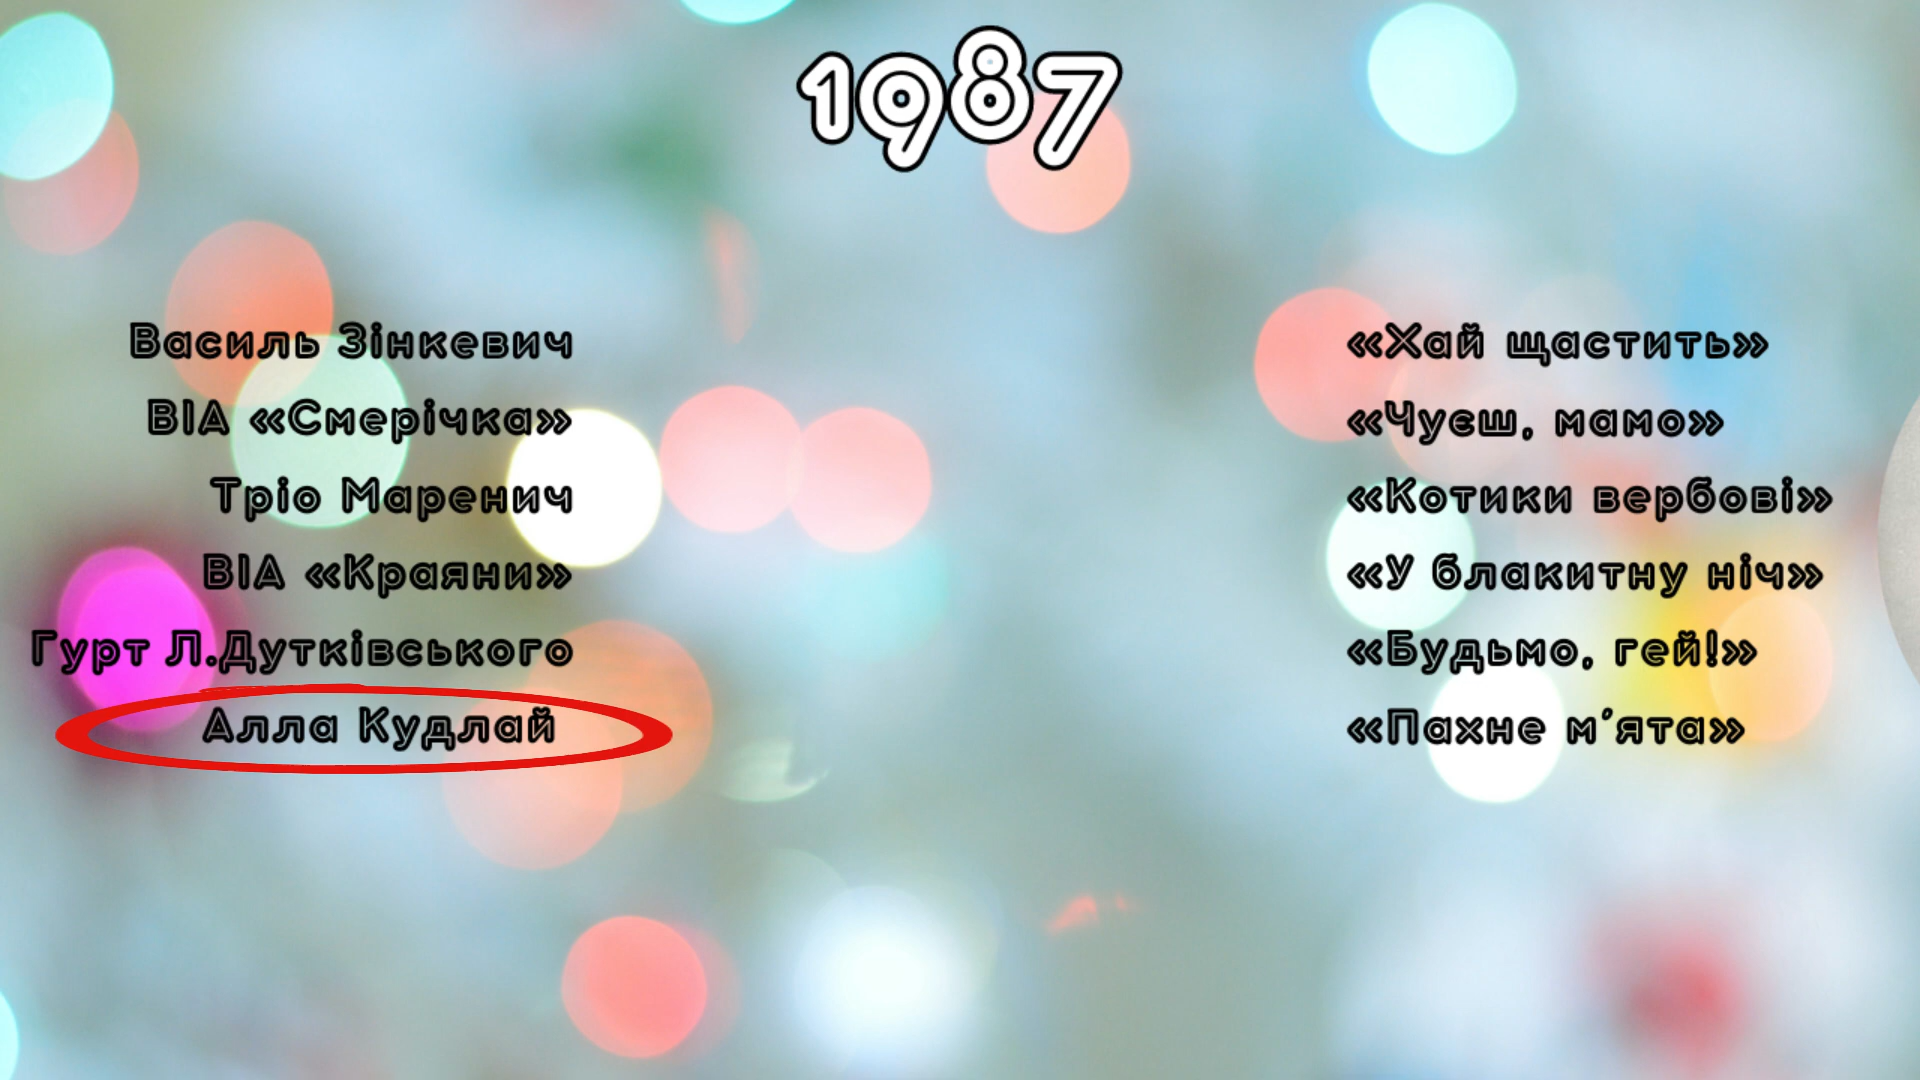 1987
Василь Зінкевич «Хай щастить»
ВІА «Смерічка» «Чуєш, мамо»
Тріо Маренич «Котики вербові»
ВІА «Краяни» «У блакитну ніч»
Гурт Л.Дутківського «Будьмо, гей!»
Алла Кудлай «Пахне м'ята»